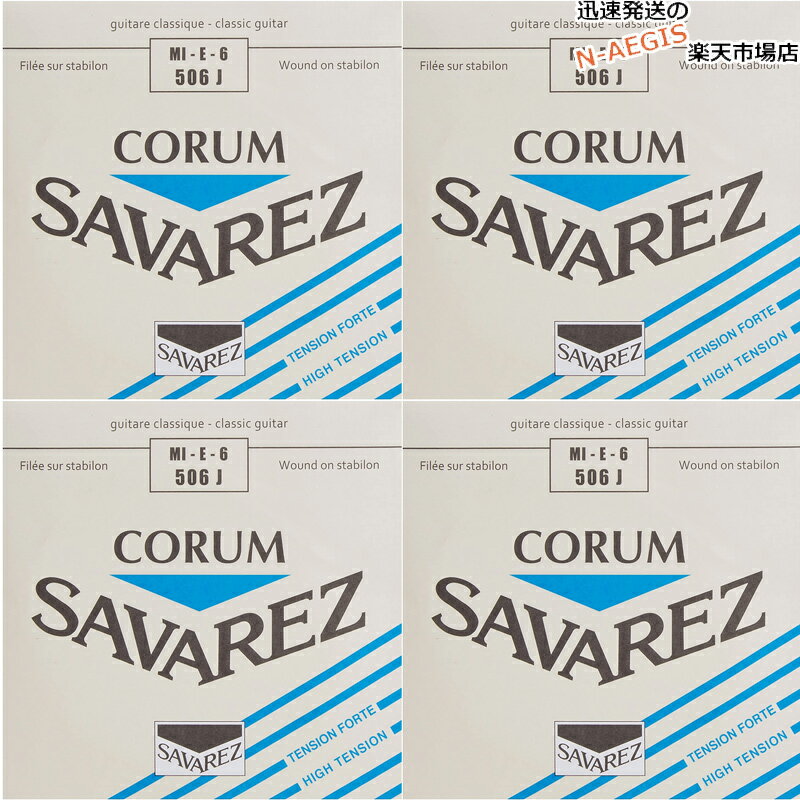 guitare classique - classic guitar
MI - E - 6
506 J
Filée sur stabilon
Wound on stabilon
CORUM
SAVAREZ
SAVAREZ
TENSION FORTE
HIGH TENSION
迅速発送の
N-AEGIS
楽天市場店
guitare classique
506 J
Filée sur stabilon
Wound on stabilon
CORUM
SAVAREZ
SAVAREZ
TENSION FORTE
HIGH TENSION
guitare classique - classic guitar
MI - E - 6
506 J
Filée sur stabilon
Wound on stabilon
CORUM
SAVAREZ
SAVAREZ
TENSION FORTE
HIGH TENSION
guitare classique - classic guitar
MI - E - 6
506 J
Filée sur stabilon
Wound on stabilon
CORUM
SAVAREZ
SAVAREZ
TENSION FORTE
HIGH TENSION